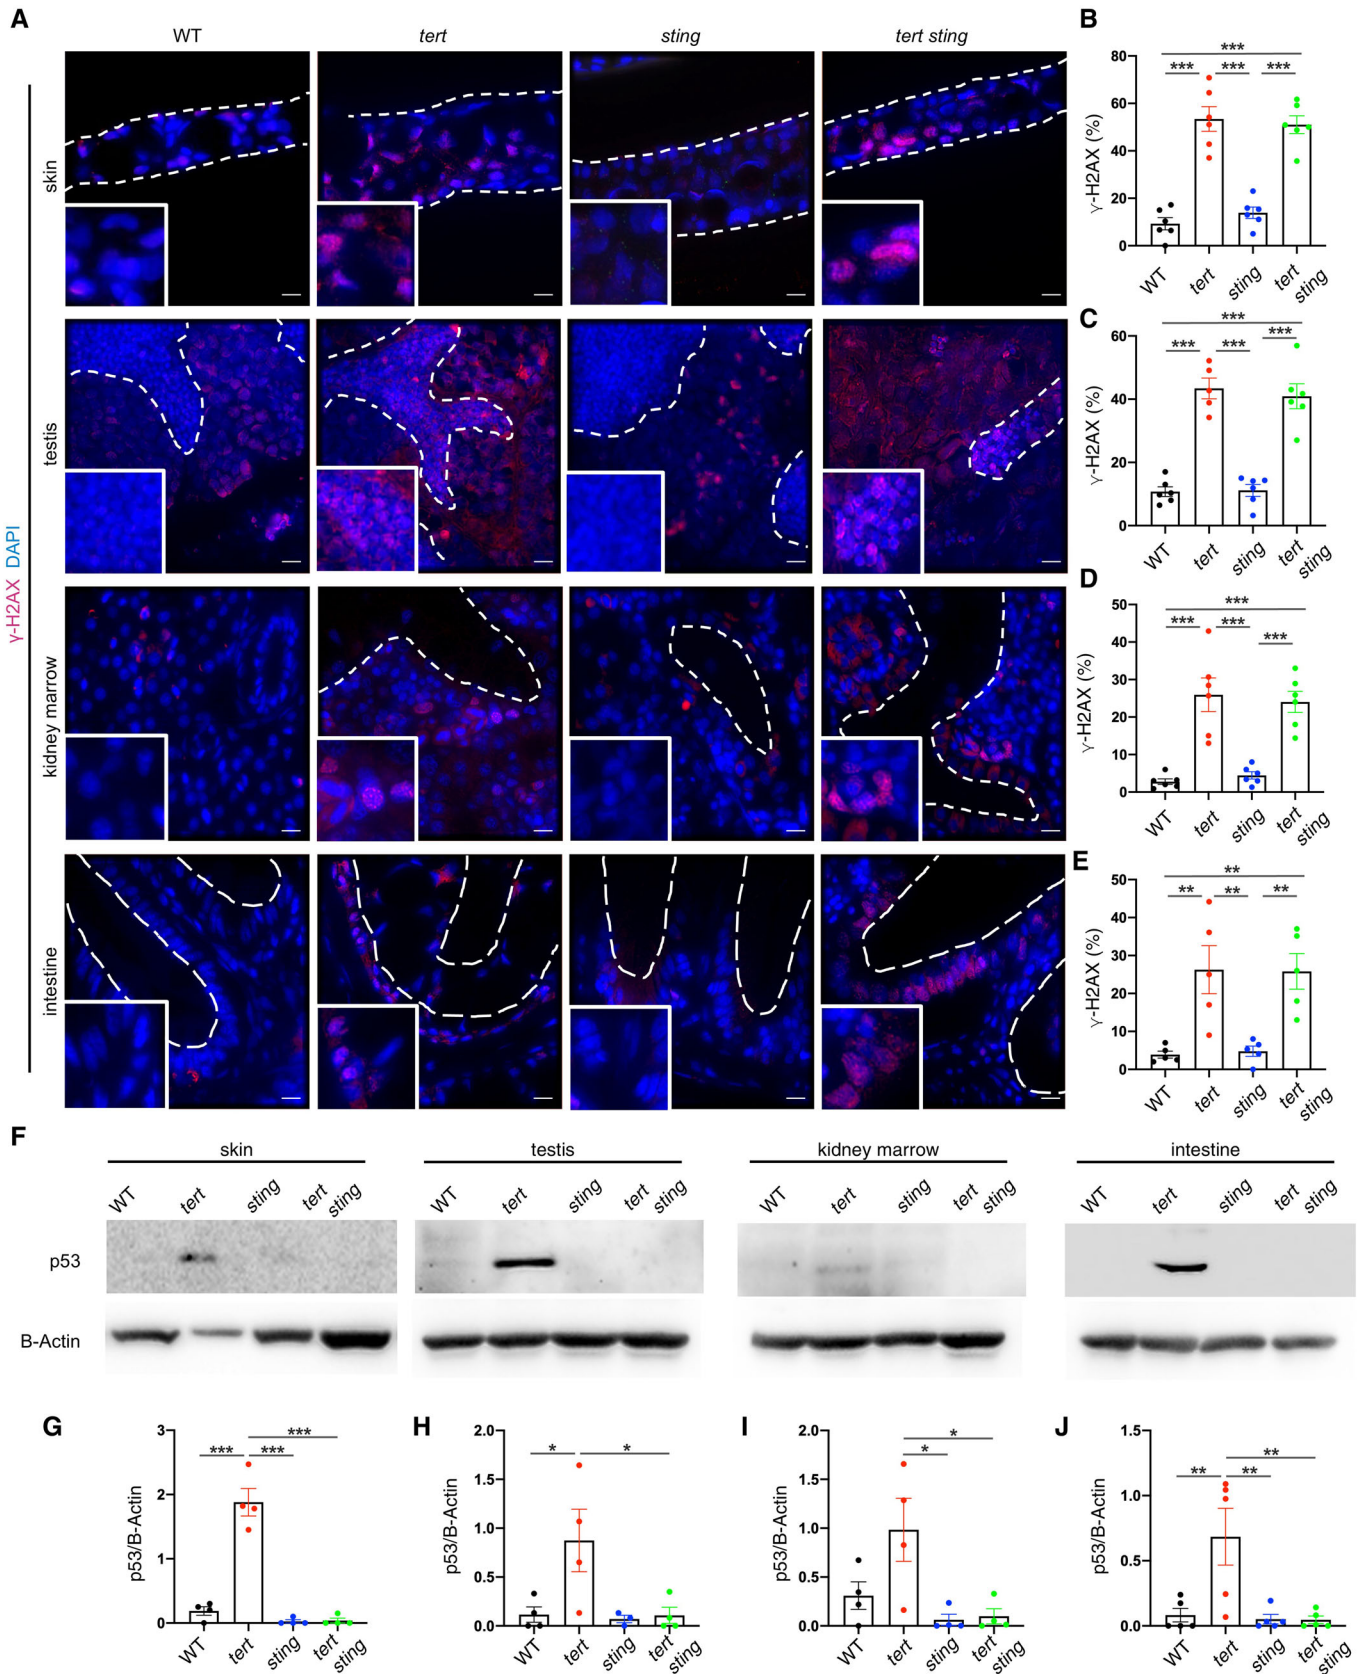 A
WT
tert
sting
tert sting
γ-H2AX DAPI
skin
testis
kidney marrow
intestine
B
γ-H2AX (%)
80
60
40
20
0
***
***
***
***
WT
tert
sting
tert
sting
C
γ-H2AX (%)
60
40
20
0
***
***
***
***
WT
tert
sting
tert
sting
D
γ-H2AX (%)
50
40
30
20
10
0
***
***
***
***
WT
tert
sting
tert
sting
E
γ-H2AX (%)
50
40
30
20
10
0
**
**
**
**
WT
tert
sting
tert
sting
F
skin
WT
tert
sting
tert
sting
testis
WT
tert
sting
tert
sting
kidney marrow
WT
tert
sting
tert
sting
intestine
WT
tert
sting
tert
sting
p53
B-Actin
G
p53/B-Actin
3
2
1
0
***
***
***
WT
tert
sting
tert
sting
H
p53/B-Actin
2.0
1.5
1.0
0.5
0.0
*
*
WT
tert
sting
tert
sting
I
p53/B-Actin
2.0
1.5
1.0
0.5
0.0
*
*
WT
tert
sting
tert
sting
J
p53/B-Actin
1.5
1.0
0.5
0.0
**
**
**
WT
tert
sting
tert
sting